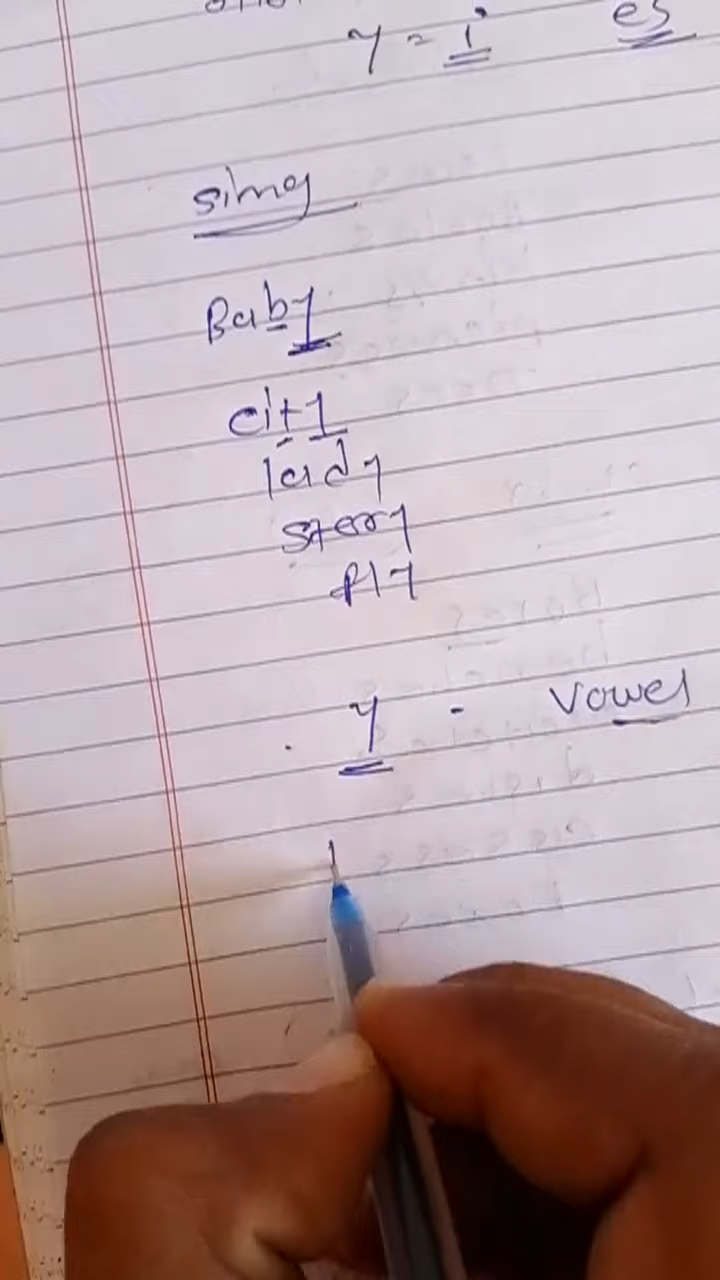 y = i es
sing
Baby
city
lady
story
fly
. y - vowel